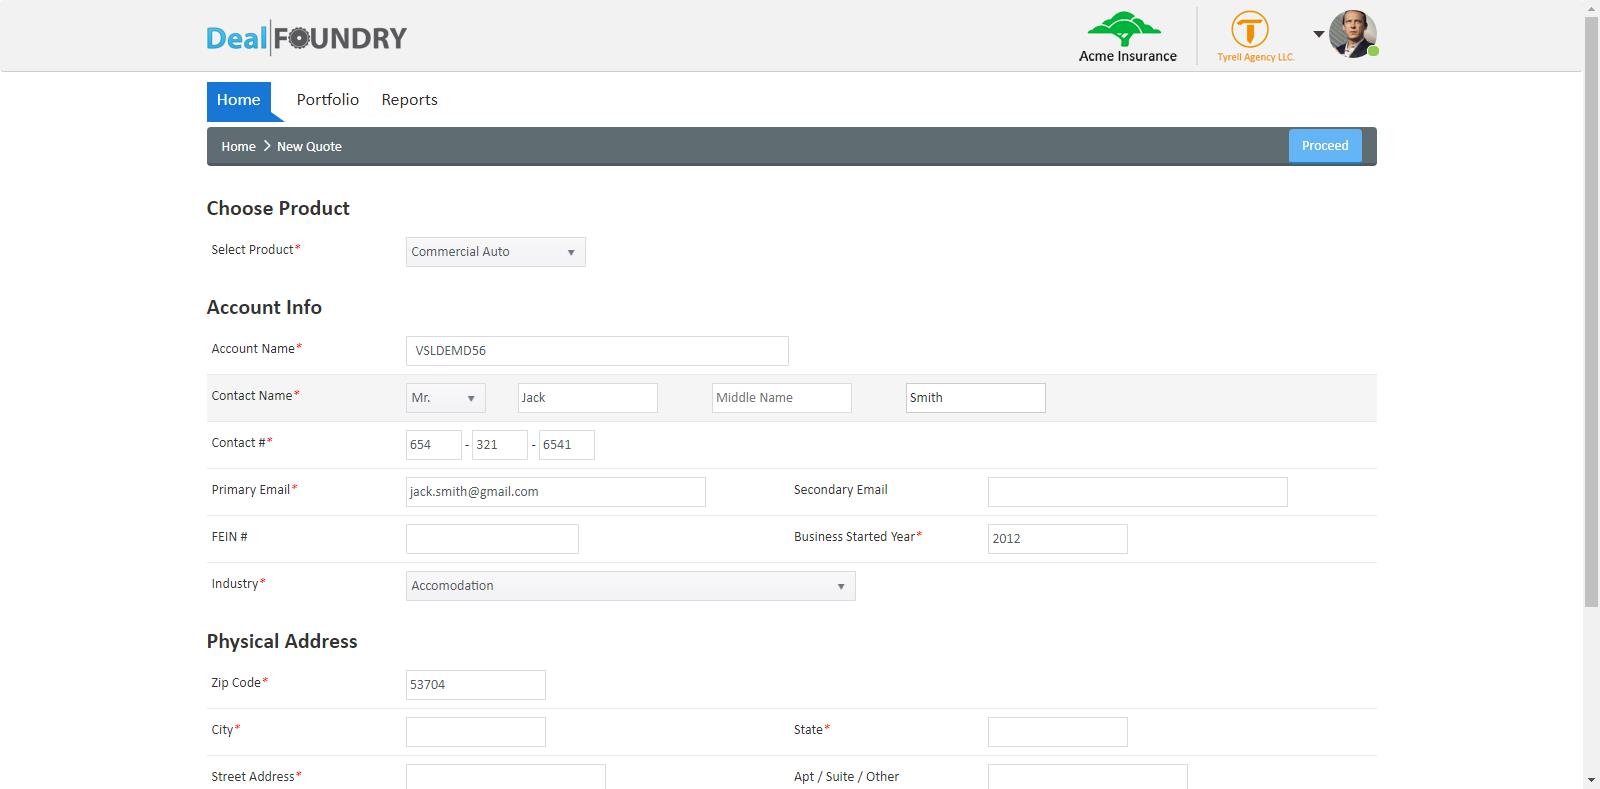 Deal FOUNDRY
Acme Insurance
Tyrell Agency LLC.
Home Portfolio Reports
Home New Quote Proceed
Choose Product
Select Product* Commercial Auto
Account Info
Account Name* VSLDEMD56
Contact Name* Mr. Jack Middle Name Smith
Contact #* 654 - 321 - 6541
Primary Email* jack.smith@gmail.com Secondary Email
FEIN # Business Started Year* 2012
Industry* Accomodation
Physical Address
Zip Code* 53704
City* State*
Street Address* Apt / Suite / Other